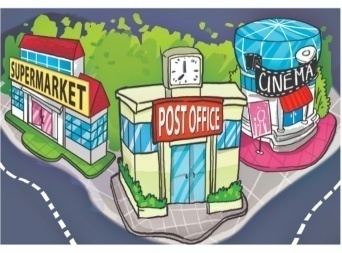 SUPERMARKET
POST OFFICE
CINEMA